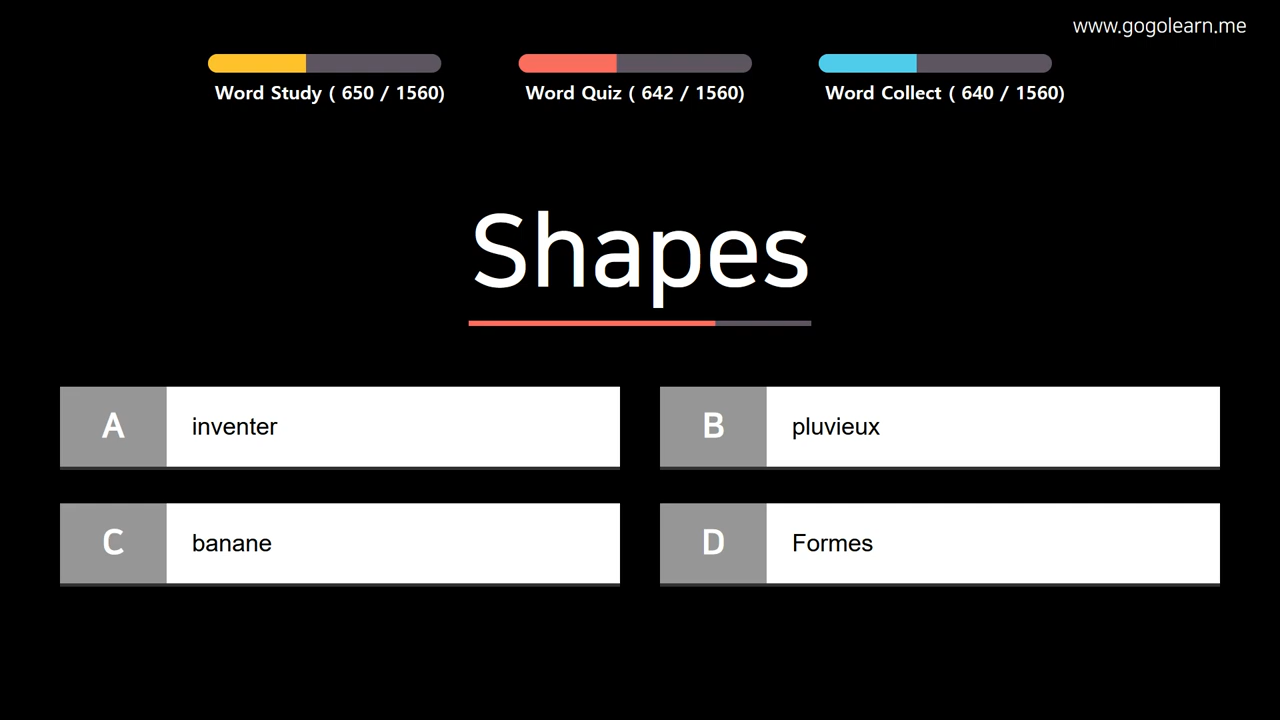 www.gogolearn.me
Word Study ( 650 / 1560)
Word Quiz ( 642 / 1560)
Word Collect ( 640 / 1560)
Shapes
A inventer
B pluvieux
C banane
D Formes